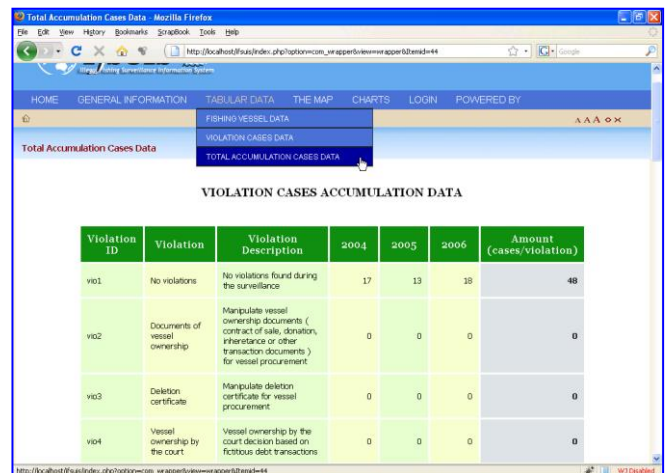 Total Accumulation Cases Data - Mozilla Firefox
File Edit View History Bookmarks ScrapBook Tools Help
http://localhost/ifsuis/index.php?option=com_wrapper&view=wrapper&Itemid=44
Google
Illegal Fishing Surveillance Information System
HOME GENERAL INFORMATION TABULAR DATA THE MAP CHARTS LOGIN POWERED BY
FISHING VESSEL DATA
A A A
VIOLATION CASES DATA
Total Accumulation Cases Data
TOTAL ACCUMULATION CASES DATA
VIOLATION CASES ACCUMULATION DATA
Violation ID Violation Violation Description 2004 2005 2006 Amount (cases/violation)
vio1 No violations No violations found during the surveillance 17 13 18 48
vio2 Documents of vessel ownership Manipulate vessel ownership documents ( contract of sale, donation, inheretance or other transaction documents ) for vessel procurement 0 0 0 0
vio3 Deletion certificate Manipulate deletion certificate for vessel procurement 0 0 0 0
vio4 Vessel ownership by the court Vessel ownership by the court decision based on fictitious debt transactions 0 0 0 0
http://localhost/ifsuis/index.php?option=com_wrapper&view=wrapper&Itemid=44